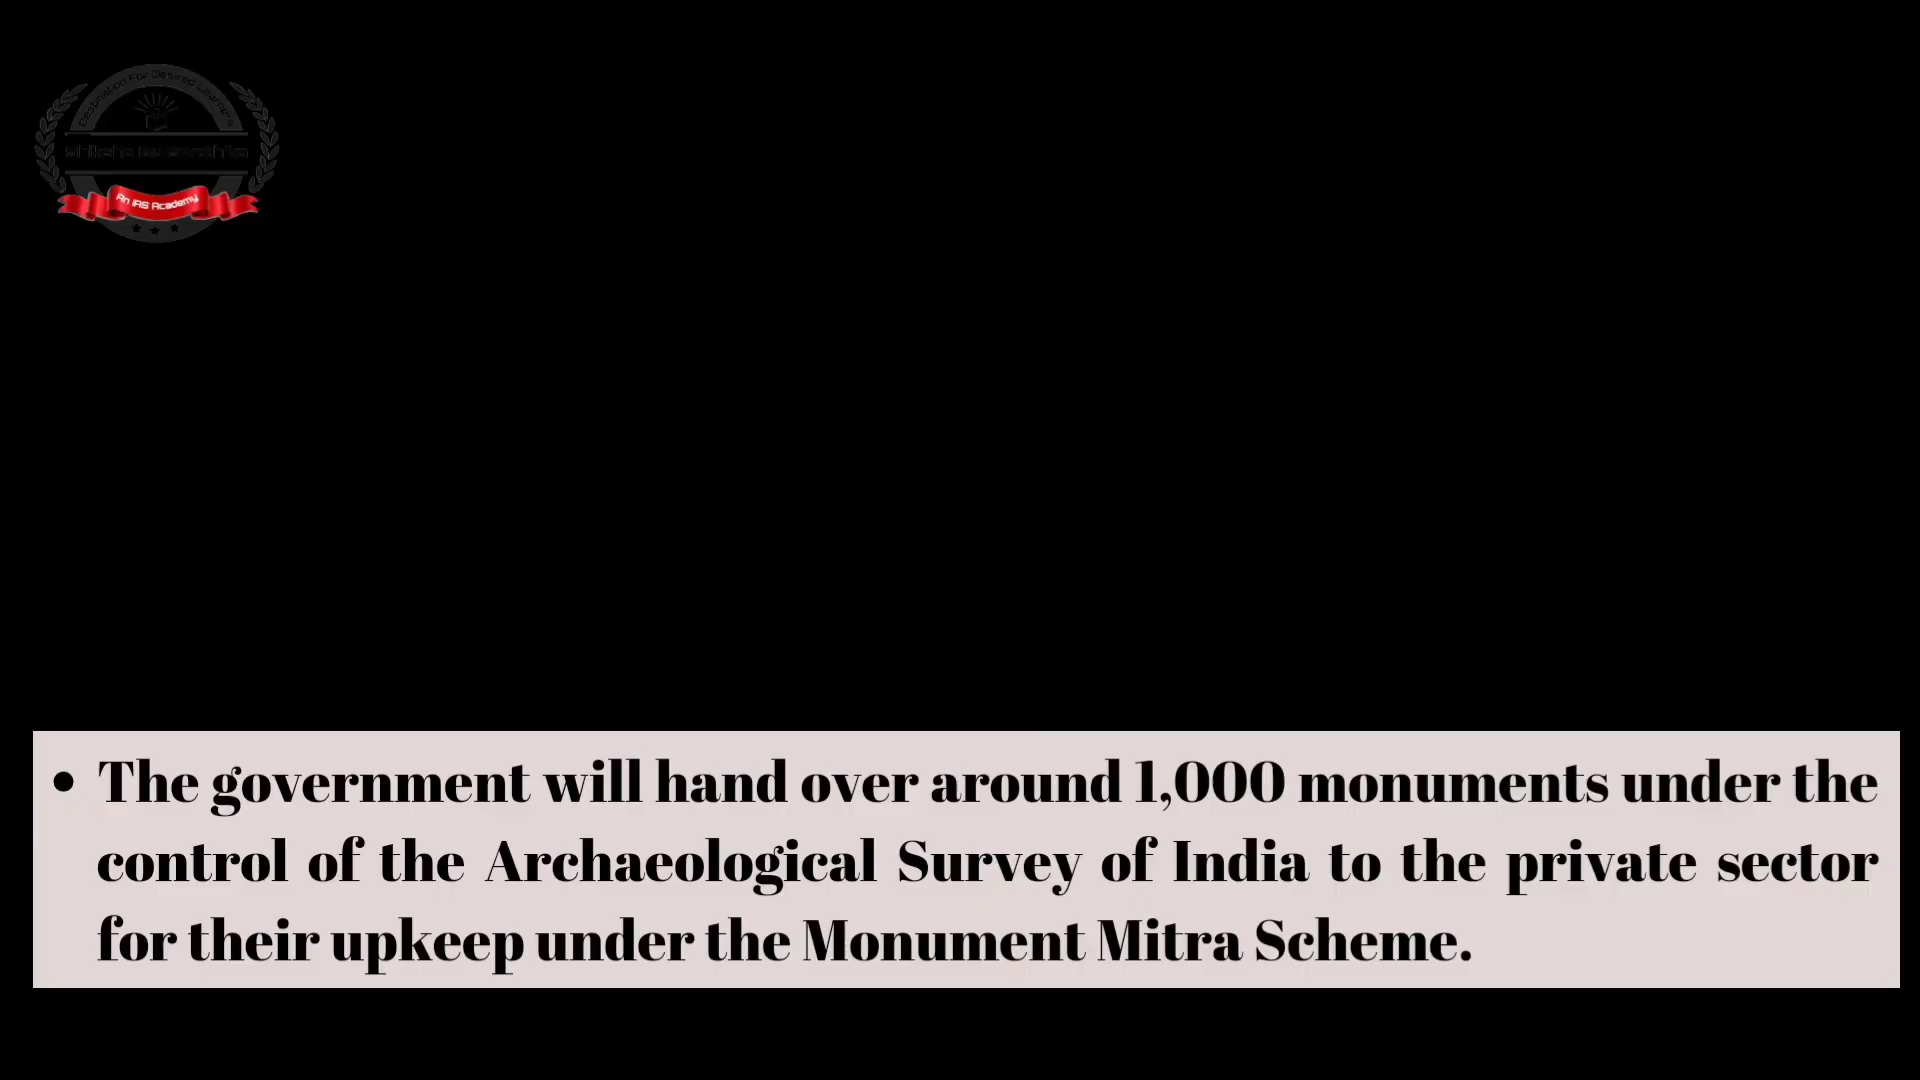 An IAS Academy
• The government will hand over around 1,000 monuments under the
control of the Archaeological Survey of India to the private sector
for their upkeep under the Monument Mitra Scheme.